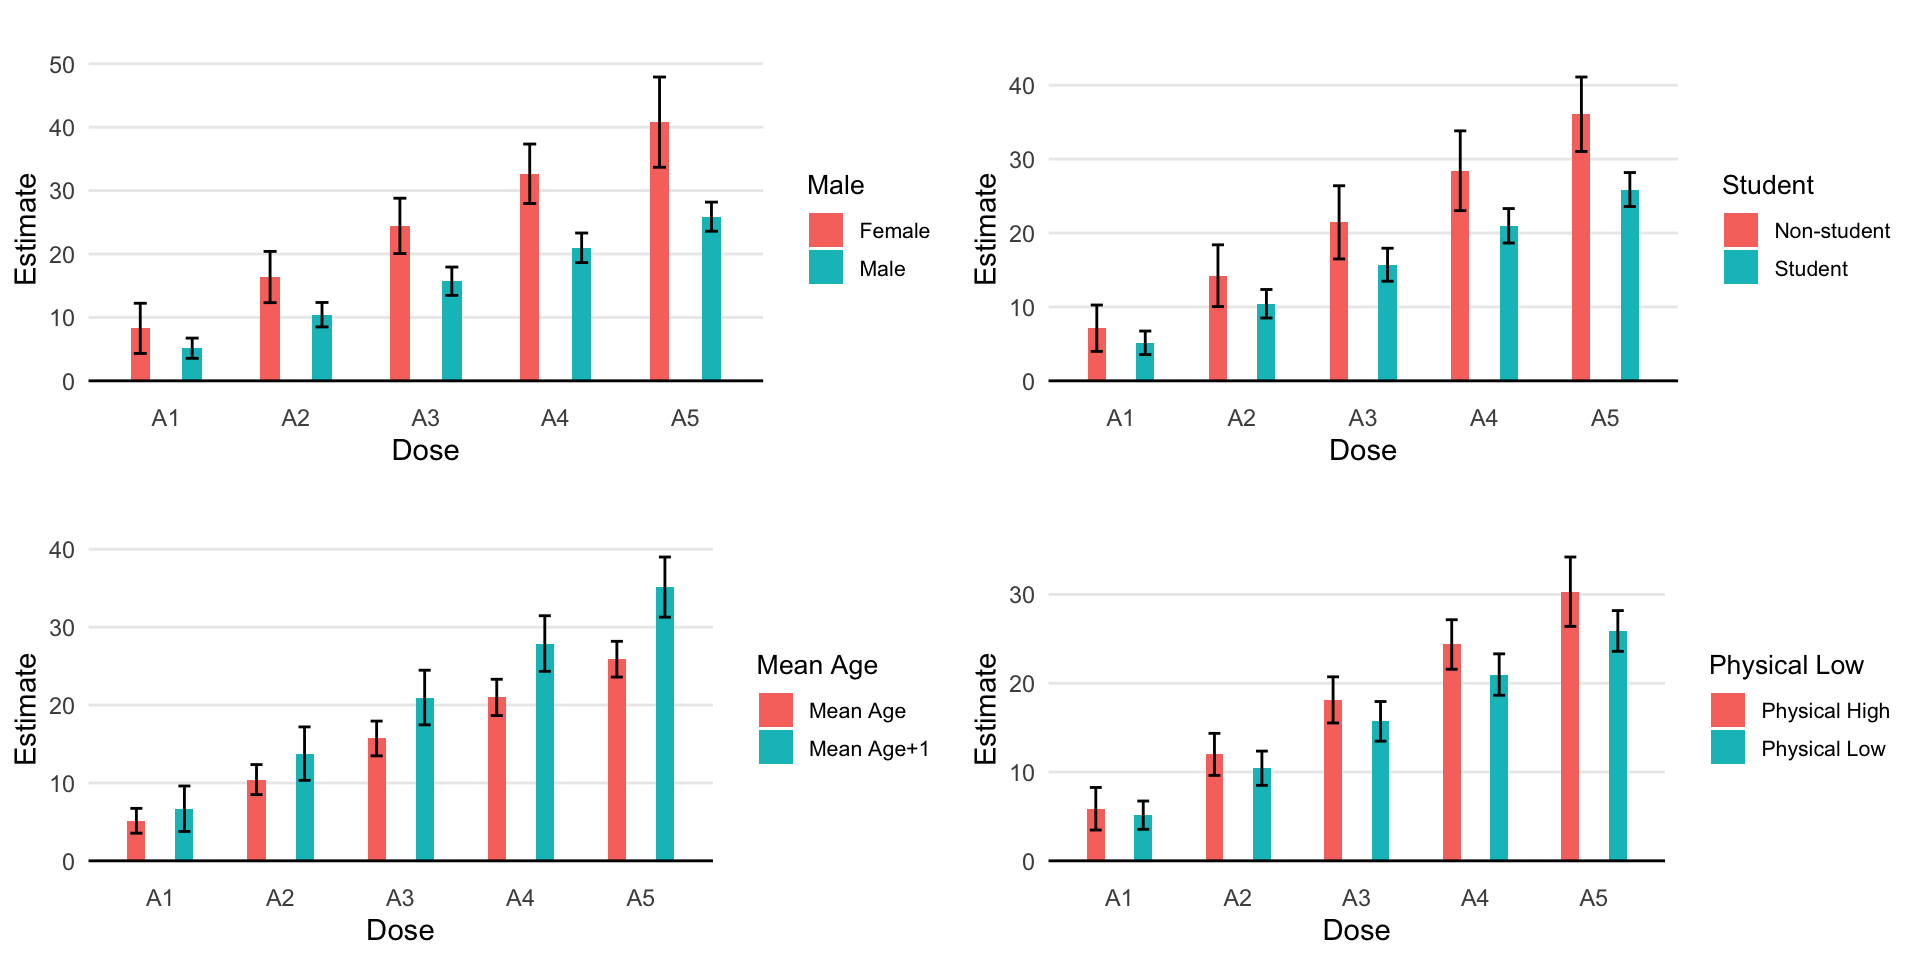 50
40
30
20
10
0
Estimate
A1 A2 A3 A4 A5
Dose
Male
Female
Male
40
30
20
10
0
Estimate
A1 A2 A3 A4 A5
Dose
Student
Non-student
Student
40
30
20
10
0
Estimate
A1 A2 A3 A4 A5
Dose
Mean Age
Mean Age
Mean Age+1
30
20
10
0
Estimate
A1 A2 A3 A4 A5
Dose
Physical Low
Physical High
Physical Low